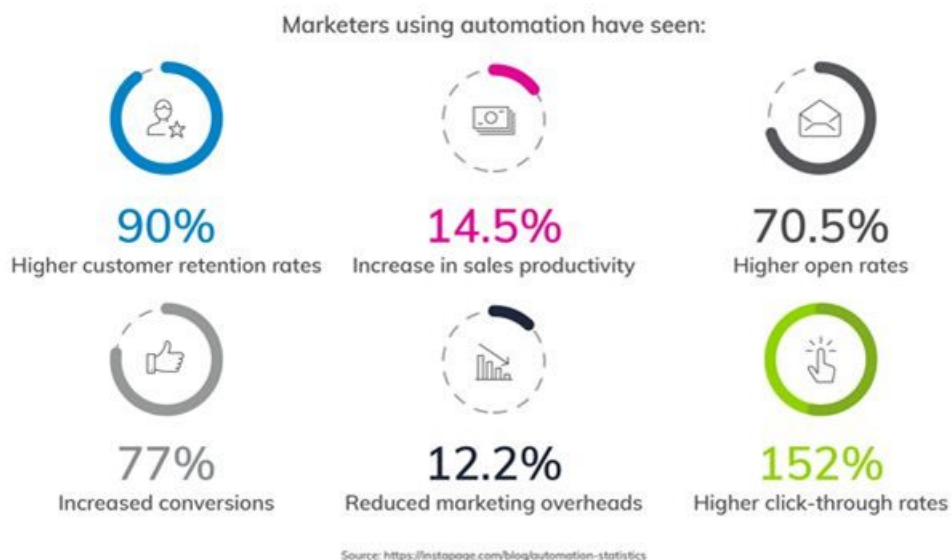 Marketers using automation have seen:
90%
Higher customer retention rates
14.5%
Increase in sales productivity
70.5%
Higher open rates
77%
Increased conversions
12.2%
Reduced marketing overheads
152%
Higher click-through rates
Source: https://instapage.com/blog/automation-statistics